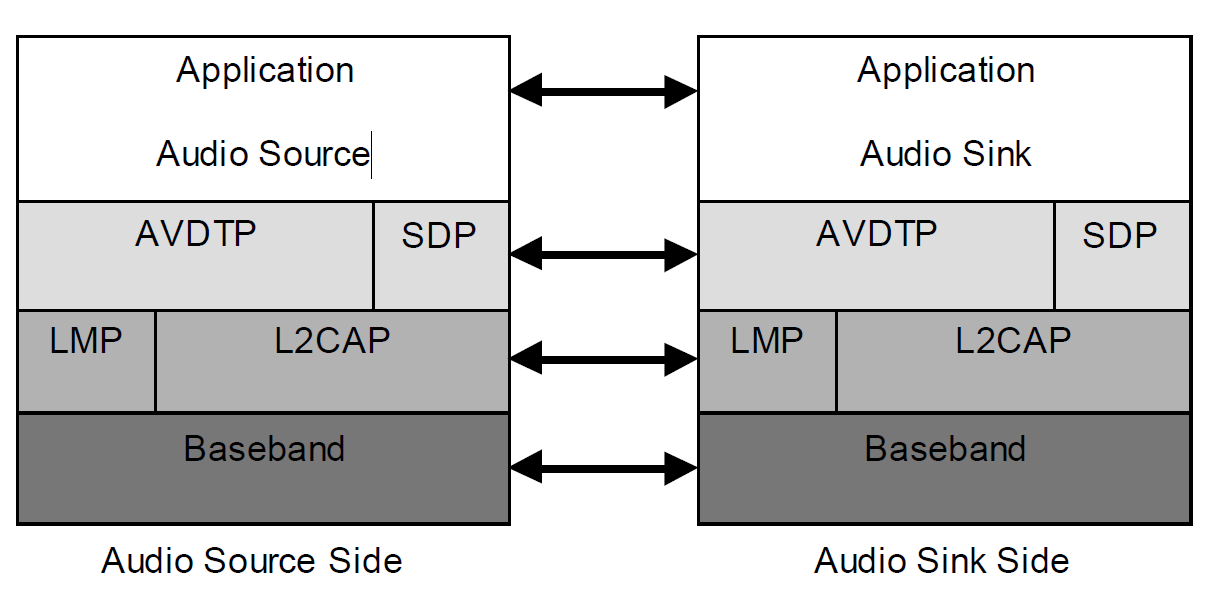 Application
Audio Source
AVDTP
SDP
LMP
L2CAP
Baseband
Audio Source Side
Application
Audio Sink
AVDTP
SDP
LMP
L2CAP
Baseband
Audio Sink Side